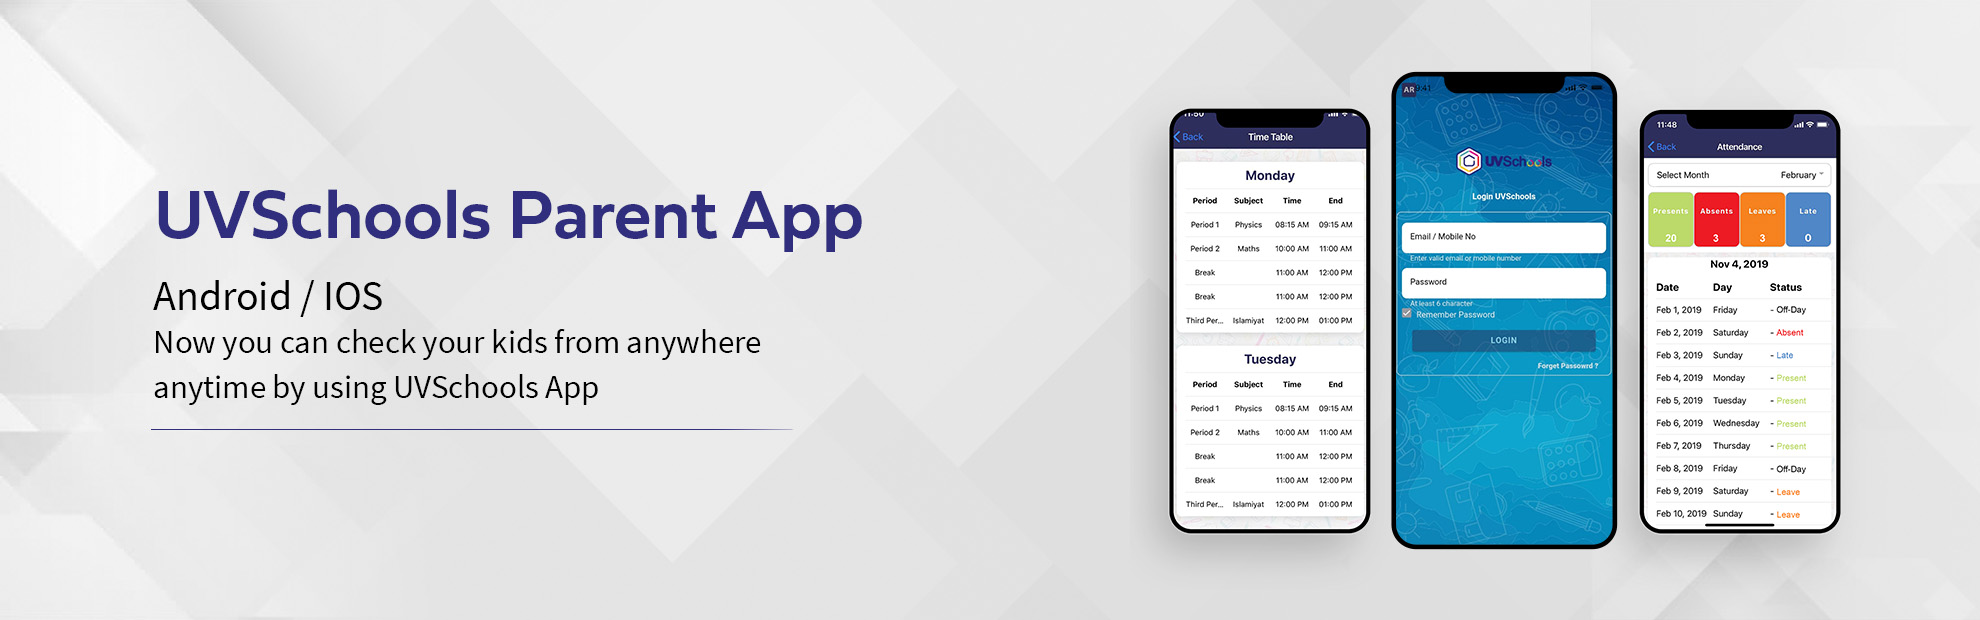 UVSchools Parent App
Android / IOS
Now you can check your kids from anywhere
anytime by using UVSchools App
11:50
Back Time Table
Monday
Period Subject Time End
Period 1 Physics 08:15 AM 09:15 AM
Period 2 Maths 10:00 AM 11:00 AM
Break 11:00 AM 12:00 PM
Break 11:00 AM 12:00 PM
Third Per... Islamiyat 12:00 PM 01:00 PM
Tuesday
Period Subject Time End
Period 1 Physics 08:15 AM 09:15 AM
Period 2 Maths 10:00 AM 11:00 AM
Break 11:00 AM 12:00 PM
Break 11:00 AM 12:00 PM
Third Per... Islamiyat 12:00 PM 01:00 PM
AR 9:41
UVSchools
Login UVSchools
Email / Mobile No
Enter valid email or mobile number
Password
At least 6 character
Remember Password
LOGIN
Forget Passowrd ?
11:48
Back Attendance
Select Month February
Presents Absents Leaves Late
20 3 3 0
Nov 4, 2019
Date Day Status
Feb 1, 2019 Friday - Off-Day
Feb 2, 2019 Saturday - Absent
Feb 3, 2019 Sunday - Late
Feb 4, 2019 Monday - Present
Feb 5, 2019 Tuesday - Present
Feb 6, 2019 Wednesday - Present
Feb 7, 2019 Thursday - Present
Feb 8, 2019 Friday - Off-Day
Feb 9, 2019 Saturday - Leave
Feb 10, 2019 Sunday - Leave